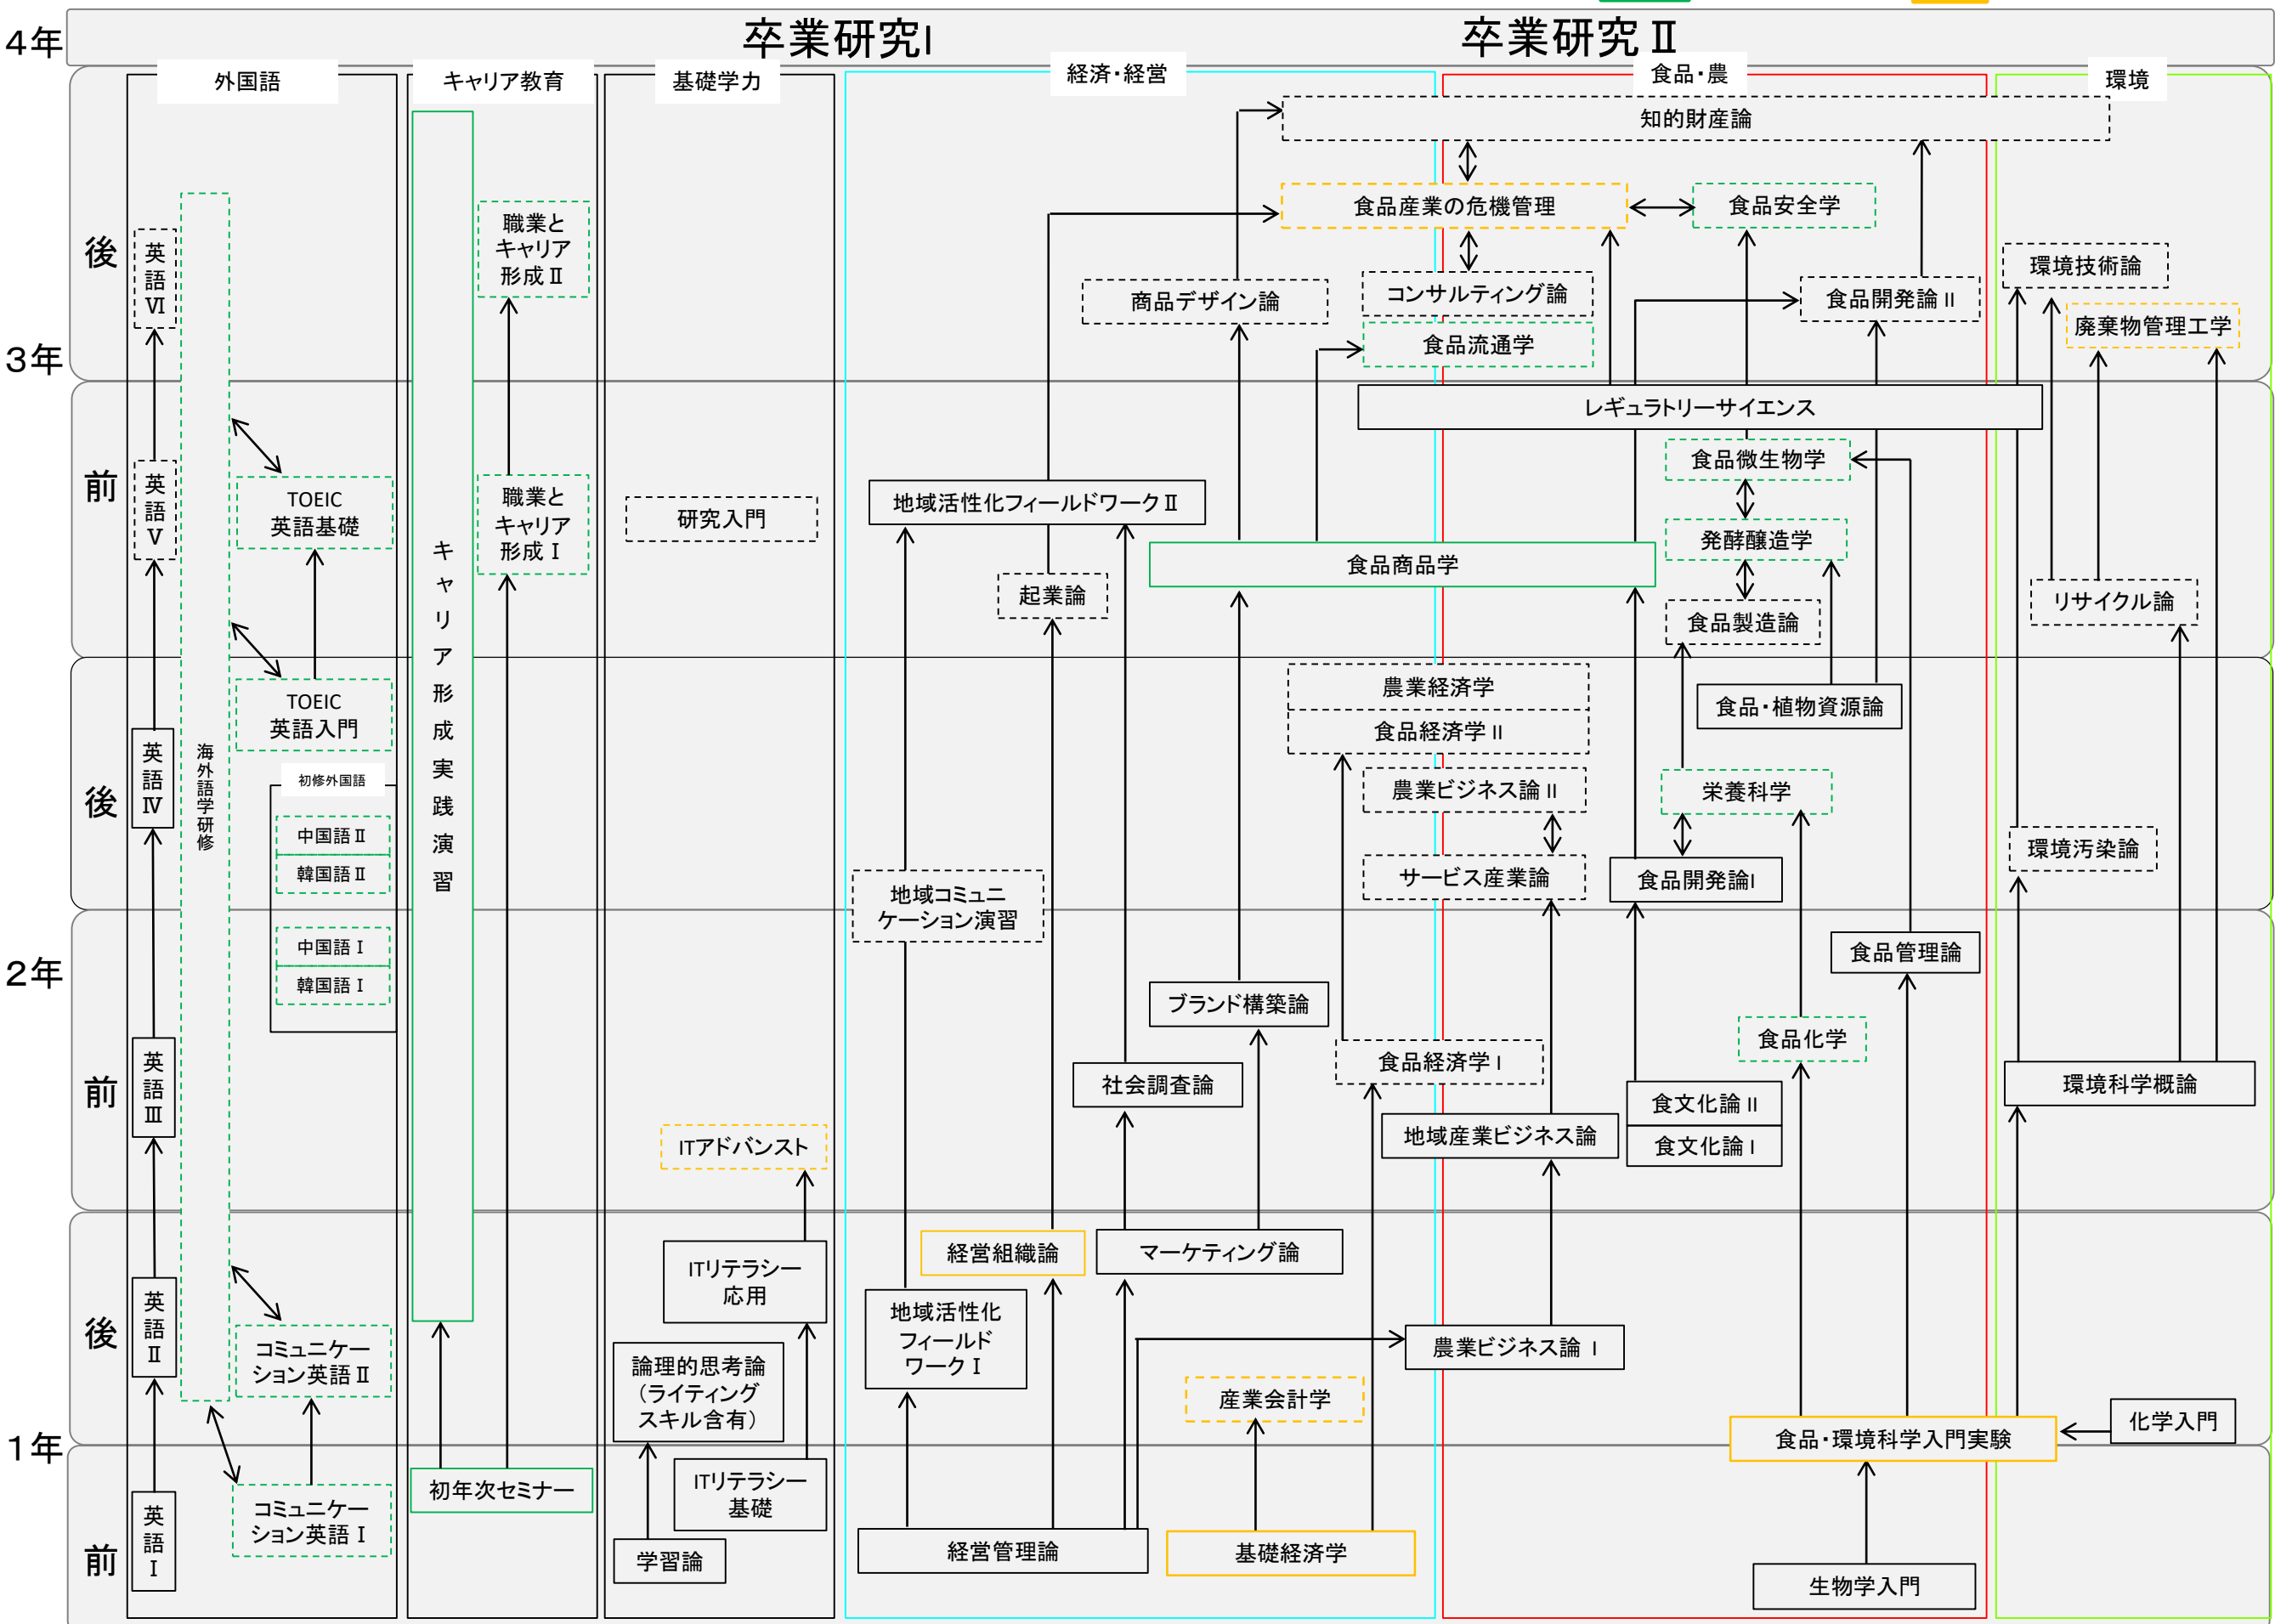 4年
卒業研究I
卒業研究Ⅱ
外国語
キャリア教育
基礎学力
経済・経営
食品・農
環境
知的財産論
3年
後
英語Ⅵ
職業と
キャリア
形成Ⅱ
食品産業の危機管理
食品安全学
商品デザイン論
コンサルティング論
食品開発論Ⅱ
環境技術論
食品流通学
廃棄物管理工学
レギュラトリーサイエンス
前
英語Ⅴ
TOEIC
英語基礎
職業と
キャリア
形成Ⅰ
研究入門
地域活性化フィールドワークⅡ
食品微生物学
発酵醸造学
食品商品学
起業論
食品製造論
リサイクル論
キャリア形成実践演習
海外語学研修
2年
後
TOEIC
英語入門
英語Ⅳ
初修外国語
中国語Ⅱ
韓国語Ⅱ
中国語Ⅰ
韓国語Ⅰ
農業経済学
食品経済学Ⅱ
食品・植物資源論
農業ビジネス論Ⅱ
栄養科学
サービス産業論
食品開発論I
環境汚染論
地域コミュニ
ケーション演習
前
英語Ⅲ
食品管理論
ブランド構築論
食品化学
食品経済学Ⅰ
社会調査論
環境科学概論
食文化論Ⅱ
食文化論Ⅰ
地域産業ビジネス論
ITアドバンスト
1年
後
英語Ⅱ
コミュニケー
ション英語Ⅱ
ITリテラシー
応用
論理的思考論
（ライティング
スキル含有）
経営組織論
マーケティング論
地域活性化
フィールド
ワークⅠ
農業ビジネス論Ⅰ
産業会計学
食品・環境科学入門実験
化学入門
前
英語Ⅰ
コミュニケー
ション英語Ⅰ
初年次セミナー
ITリテラシー
基礎
学習論
経営管理論
基礎経済学
生物学入門